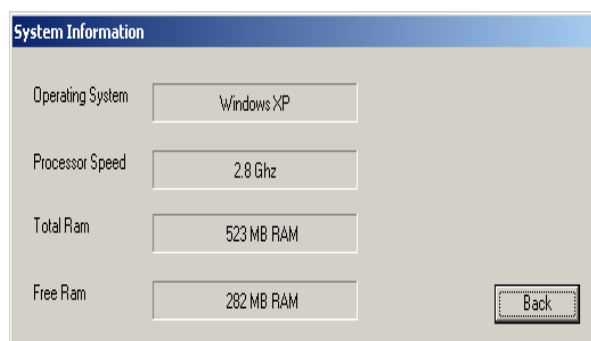 System Information
Operating System Windows XP
Processor Speed 2.8 Ghz
Total Ram 523 MB RAM
Free Ram 282 MB RAM
Back